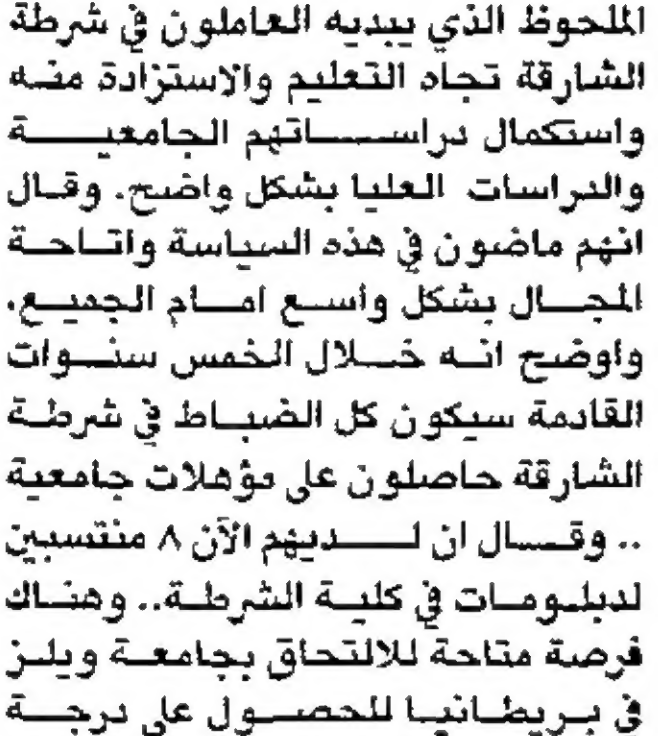 الملحوظ الذي يبديه العاملون في شرطة
الشارقة تجاه التعليم والاستزادة منه
واستكمال دراساتهم الجامعية
والدراسات العليا بشكل واضح. وقال
انهم ماضون في هذه السياسة واتاحة
المجال بشكل واسع امام الجميع.
واوضح انه خلال الخمس سنوات
القادمة سيكون كل الضباط في شرطة
الشارقة حاصلون على مؤهلات جامعية
.. وقال ان لديهم الآن ٨ منتسبين
لدبلومات في كلية الشرطة.. وهناك
فرصة متاحة للالتحاق بجامعة ويلز
في بريطانيا للحصول على درجة